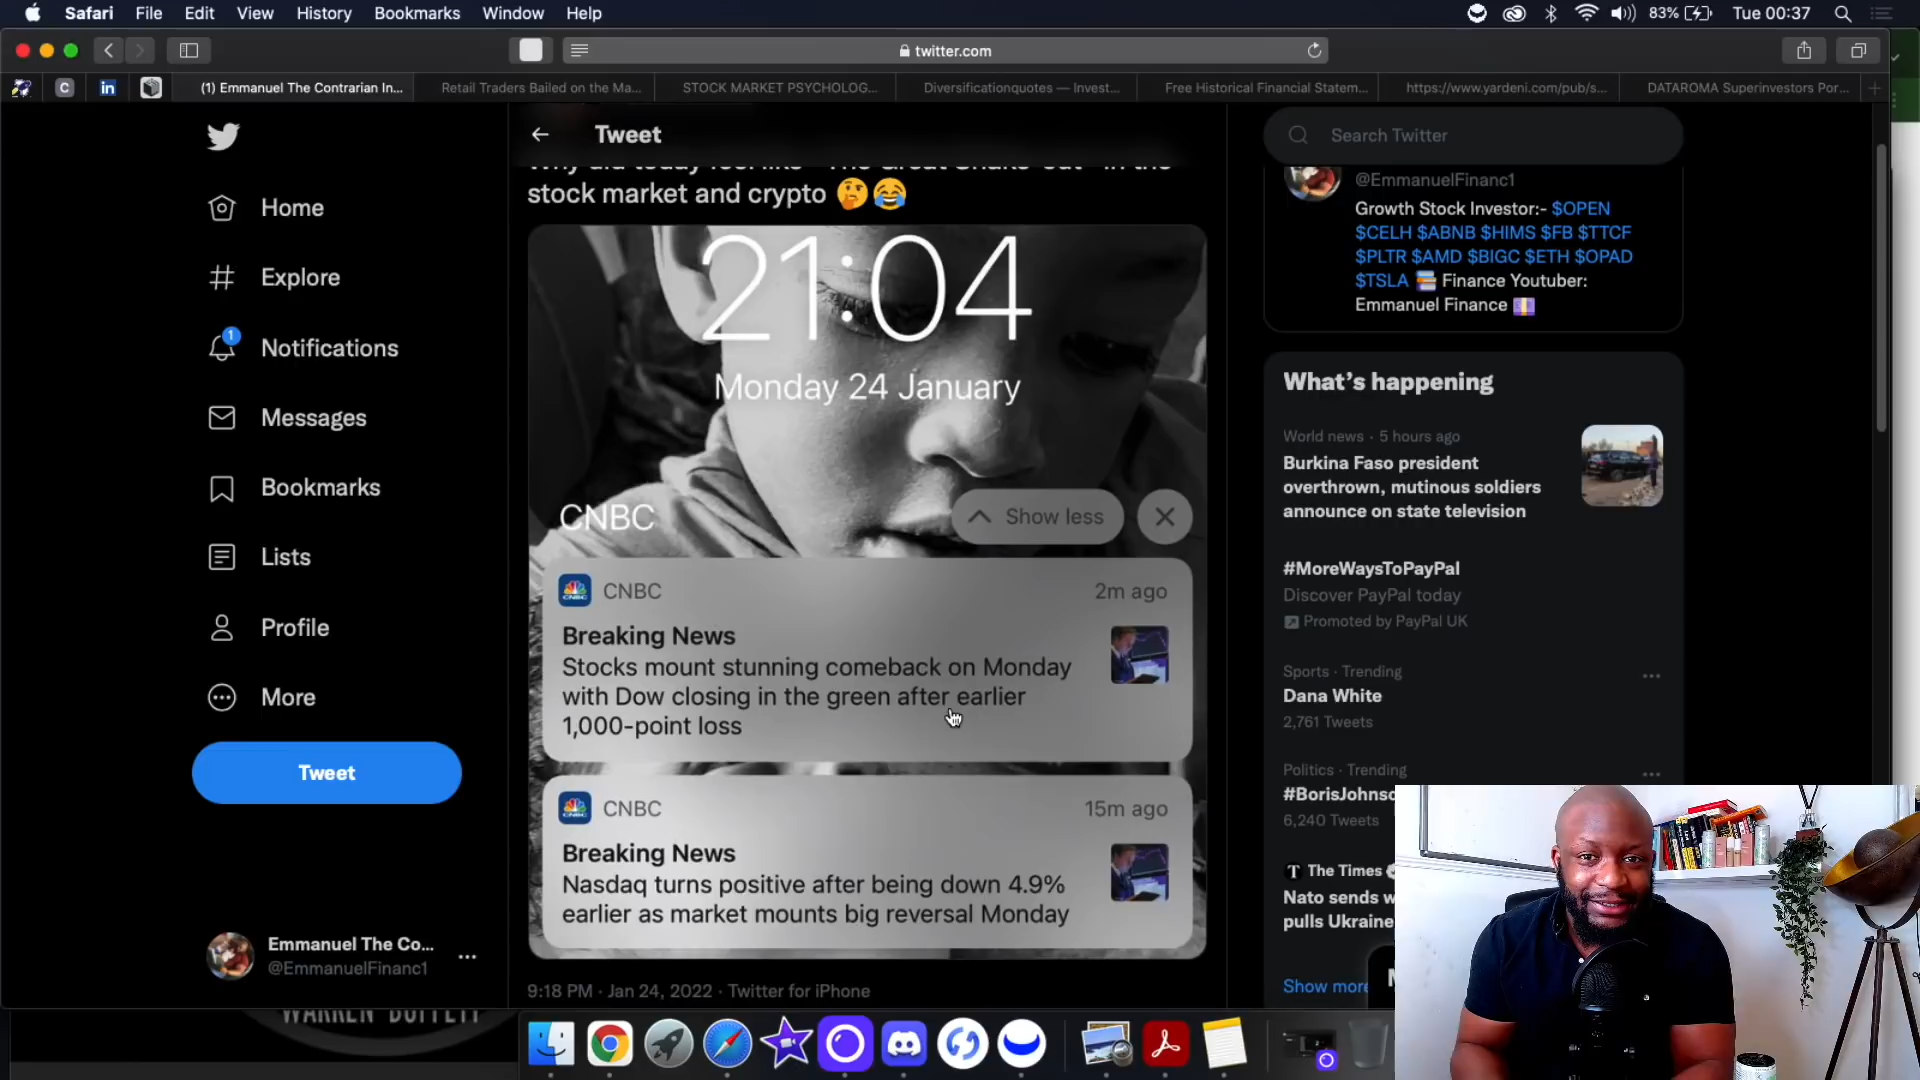 Safari File Edit View History Bookmarks Window Help 83% Tue 00:37
twitter.com
C in (1) Emmanuel The Contrarian In... Retail Traders Bailed on the Ma... STOCK MARKET PSYCHOLOG... Diversificationquotes — Invest... Free Historical Financial Statem... https://www.yardeni.com/pub/s... DATAROMA Superinvestors Por...
Home
Explore
1
Notifications
Messages
Bookmarks
Lists
Profile
More
Tweet
Emmanuel The Co...
@EmmanuelFinanc1
Tweet
stock market and crypto 🤔😂
21:04
Monday 24 January
CNBC
Show less
CNBC 2m ago
Breaking News
Stocks mount stunning comeback on Monday
with Dow closing in the green after earlier
1,000-point loss
CNBC 15m ago
Breaking News
Nasdaq turns positive after being down 4.9%
earlier as market mounts big reversal Monday
9:18 PM · Jan 24, 2022 · Twitter for iPhone
Search Twitter
@EmmanuelFinanc1
Growth Stock Investor:- $OPEN
$CELH $ABNB $HIMS $FB $TTCF
$PLTR $AMD $BIGC $ETH $OPAD
$TSLA 📚 Finance Youtuber:
Emmanuel Finance 💷
What's happening
World news · 5 hours ago
Burkina Faso president
overthrown, mutinous soldiers
announce on state television
#MoreWaysToPayPal
Discover PayPal today
Promoted by PayPal UK
Sports · Trending
Dana White
2,761 Tweets
Politics · Trending
#BorisJohnso
6,240 Tweets
The Times
Nato sends w
pulls Ukraine
Show more
WARREN BUFFETT